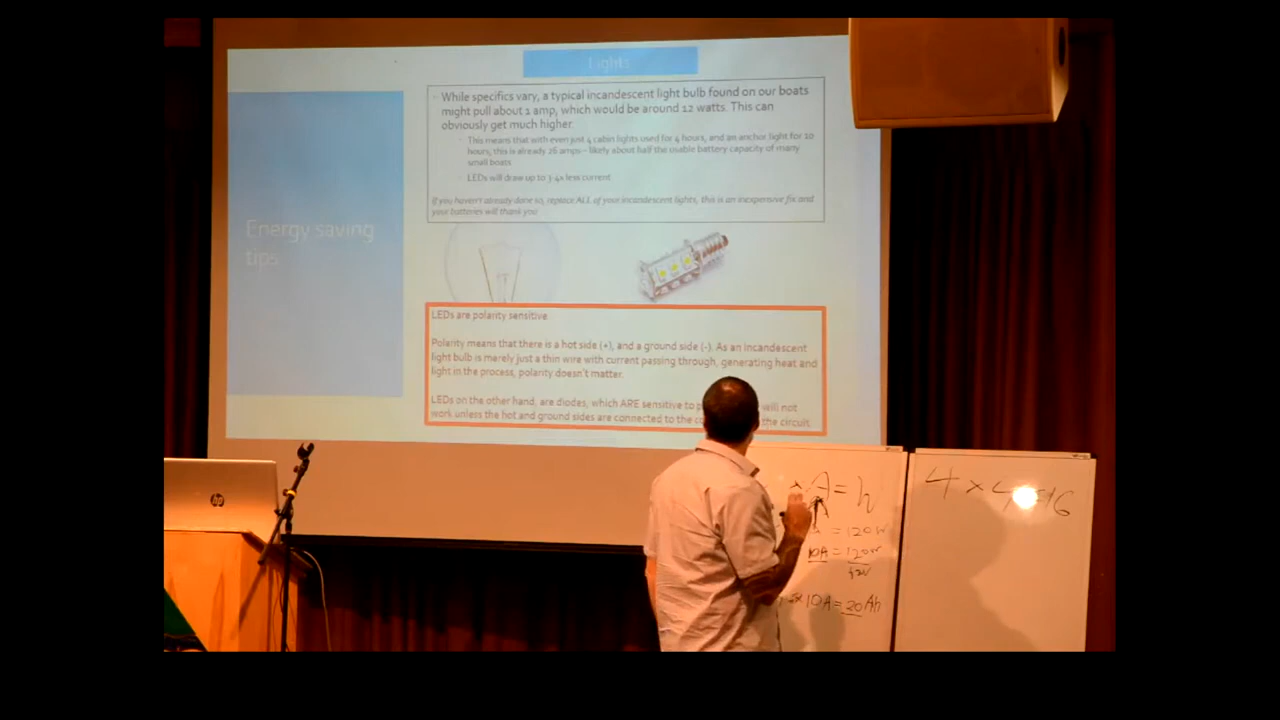 Lights
While specifics vary, a typical incandescent light bulb found on our boats
might pull about 1 amp, which would be around 12 watts. This can
obviously get much higher.
This means that with even just 4 cabin lights used for 4 hours, and an anchor light for 10
hours, this is already 26 amps – likely about half the usable battery capacity of many
small boats
LEDs will draw up to 3-4x less current
If you haven't already done so, replace ALL of your incandescent lights, this is an inexpensive fix and
your batteries will thank you
Energy saving
tips
LEDs are polarity sensitive
Polarity means that there is a hot side (+), and a ground side (-). As an incandescent
light bulb is merely just a thin wire with current passing through, generating heat and
light in the process, polarity doesn't matter.
LEDs on the other hand, are diodes, which ARE sensitive to will not
work unless the hot and ground sides are connected to the the circuit.
hp
A =
= 120W
10A = 120W
12V
10A = 20Ah
4 x 4 = 16